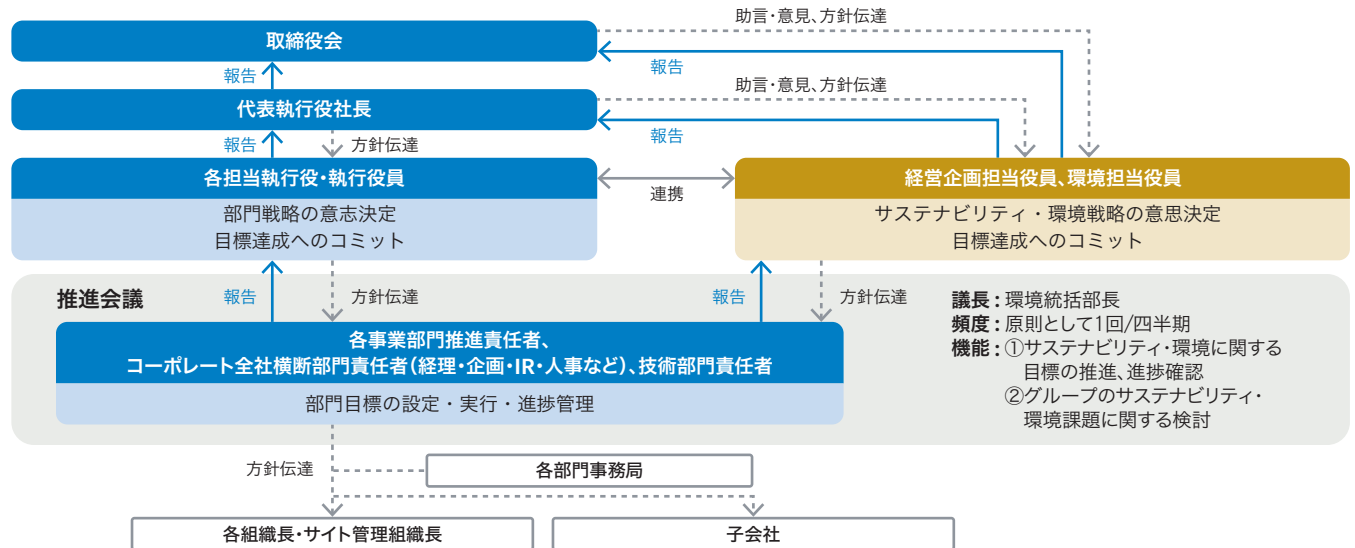 助言・意見、方針伝達
取締役会
報告
報告
助言・意見、方針伝達
代表執行役社長
報告
報告
方針伝達
各担当執行役・執行役員
連携
経営企画担当役員、環境担当役員
部門戦略の意志決定
目標達成へのコミット
サステナビリティ・環境戦略の意思決定
目標達成へのコミット
推進会議
報告
方針伝達
報告
方針伝達
各事業部門推進責任者、
コーポレート全社横断部門責任者(経理・企画・IR・人事など)、技術部門責任者
部門目標の設定・実行・進捗管理
議長：環境統括部長
頻度：原則として1回/四半期
機能：①サステナビリティ・環境に関する
目標の推進、進捗確認
②グループのサステナビリティ・
環境課題に関する検討
方針伝達
各部門事務局
各組織長・サイト管理組織長
子会社